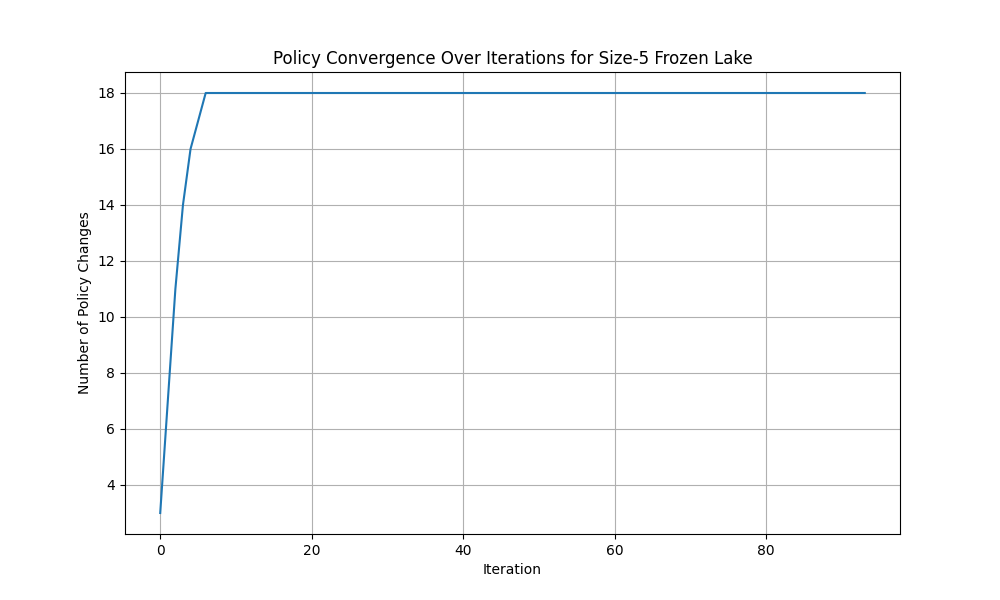 Policy Convergence Over Iterations for Size-5 Frozen Lake
Number of Policy Changes
18
16
14
12
10
8
6
4
0 20 40 60 80
Iteration